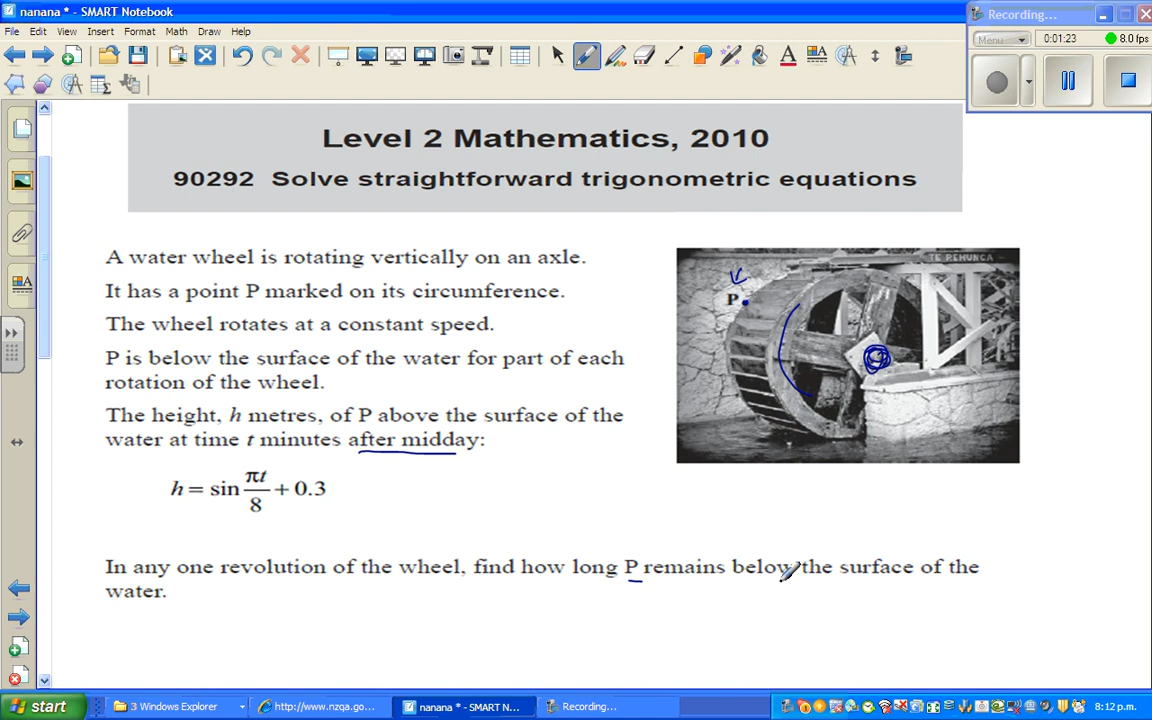 nanana * - SMART Notebook
Recording...
File Edit View Insert Format Math Draw Help
Menu
0:01:23
8.0 fps
Level 2 Mathematics, 2010
90292 Solve straightforward trigonometric equations
A water wheel is rotating vertically on an axle.
It has a point P marked on its circumference.
The wheel rotates at a constant speed.
P is below the surface of the water for part of each
rotation of the wheel.
The height, h metres, of P above the surface of the
water at time t minutes after midday:
h = sin πt/8 + 0.3
TE REHUNGA
P
In any one revolution of the wheel, find how long P remains below the surface of the
water.
start
3 Windows Explorer
http://www.nzqa.go...
nanana * - SMART N...
Recording...
8:12 p.m.